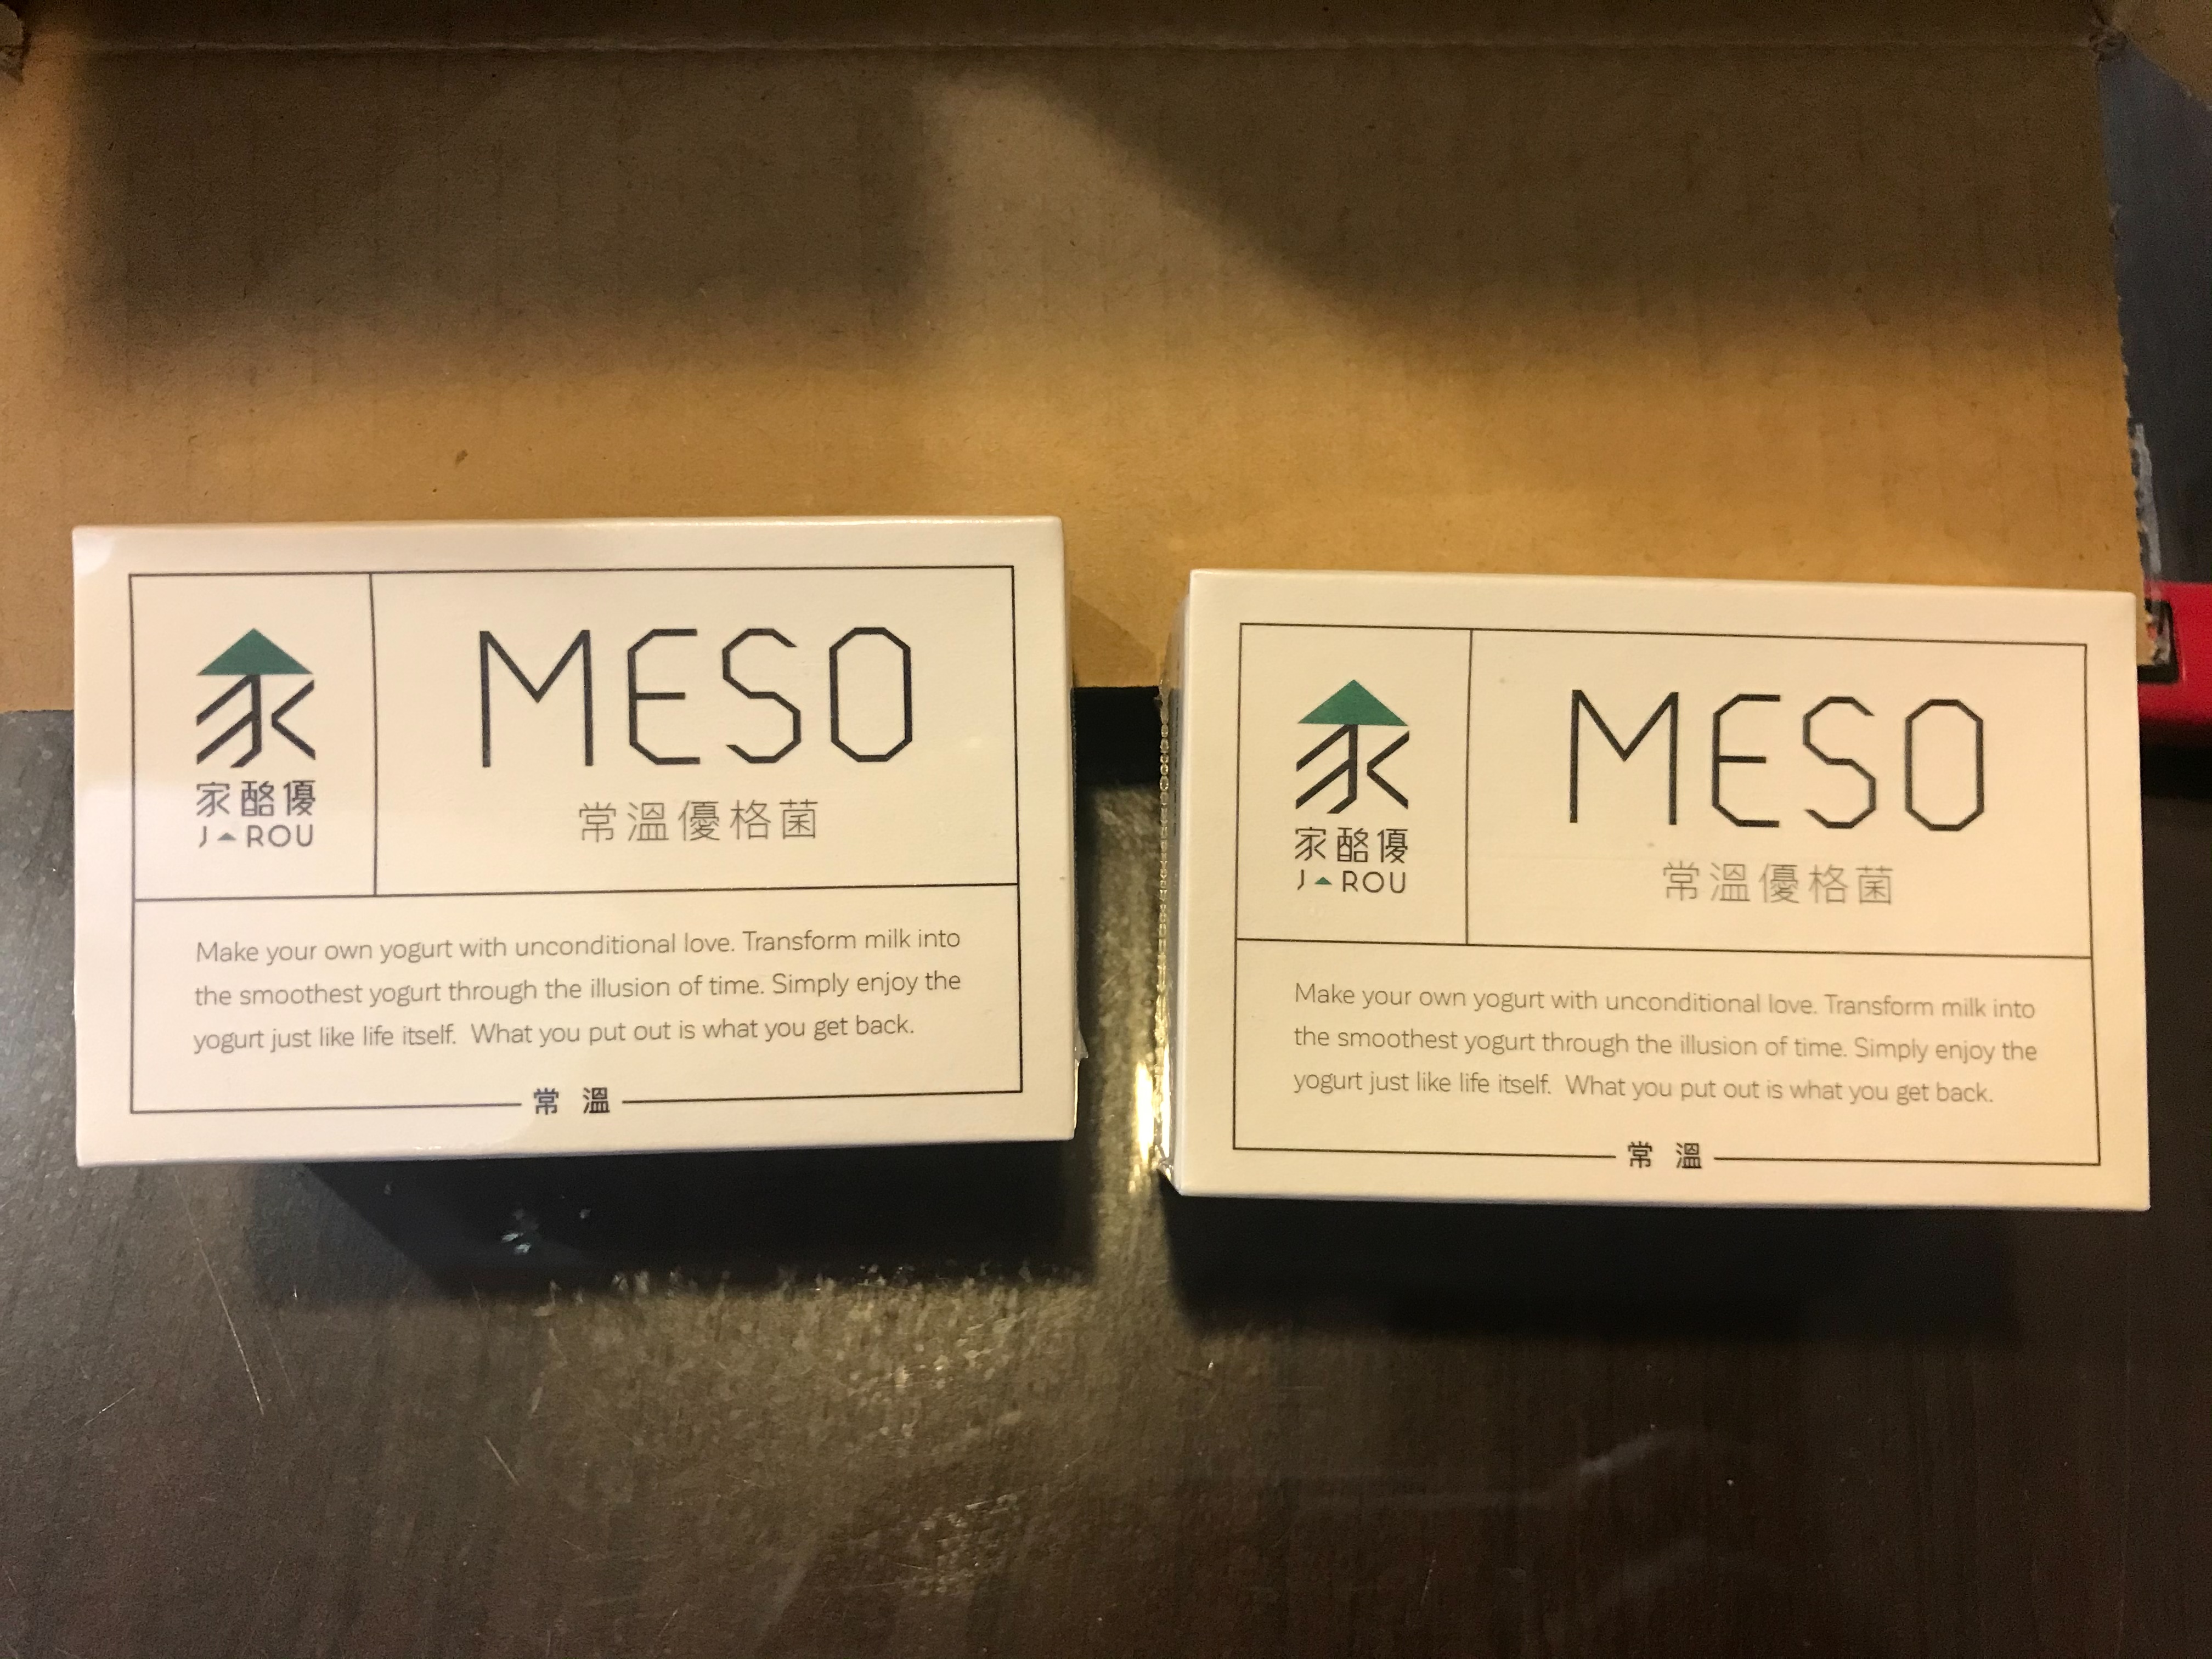 家酪優
JAROU
MESO
常溫優格菌
Make your own yogurt with unconditional love. Transform milk into
the smoothest yogurt through the illusion of time. Simply enjoy the
yogurt just like life itself. What you put out is what you get back.
常溫
家酪優
JAROU
MESO
常溫優格菌
Make your own yogurt with unconditional love. Transform milk into
the smoothest yogurt through the illusion of time. Simply enjoy the
yogurt just like life itself. What you put out is what you get back.
常溫